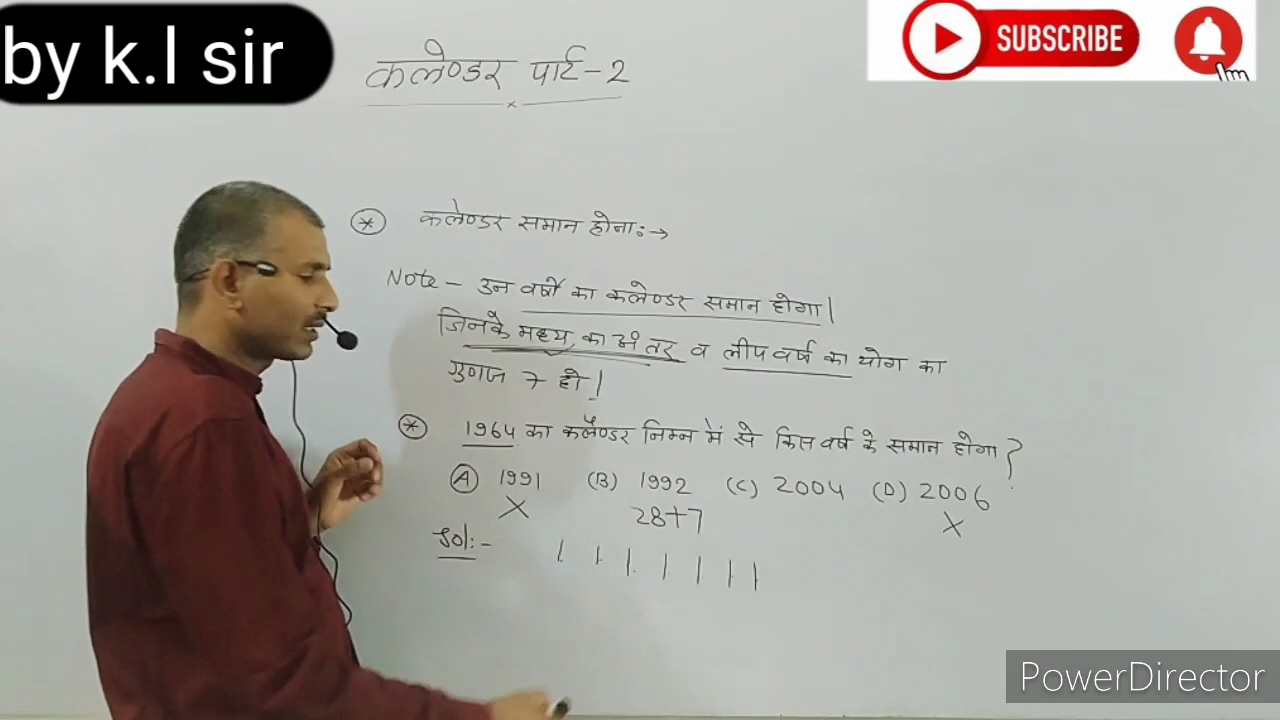 by k.l sir
SUBSCRIBE
कलेण्डर पार्ट-2
* कलेण्डर समान होनाः→
Note - उन वर्षो का कलेण्डर समान होगा।
जिनके मध्य का अंतर व लीप वर्ष का योग का
गुणज 7 हो।
* 1964 का कलैण्डर निम्न में से किस वर्ष के समान होगा?
(A) 1991 (B) 1992 (C) 2004 (D) 2006
X 28+7 X
Sol:- | | | | | | |
PowerDirector